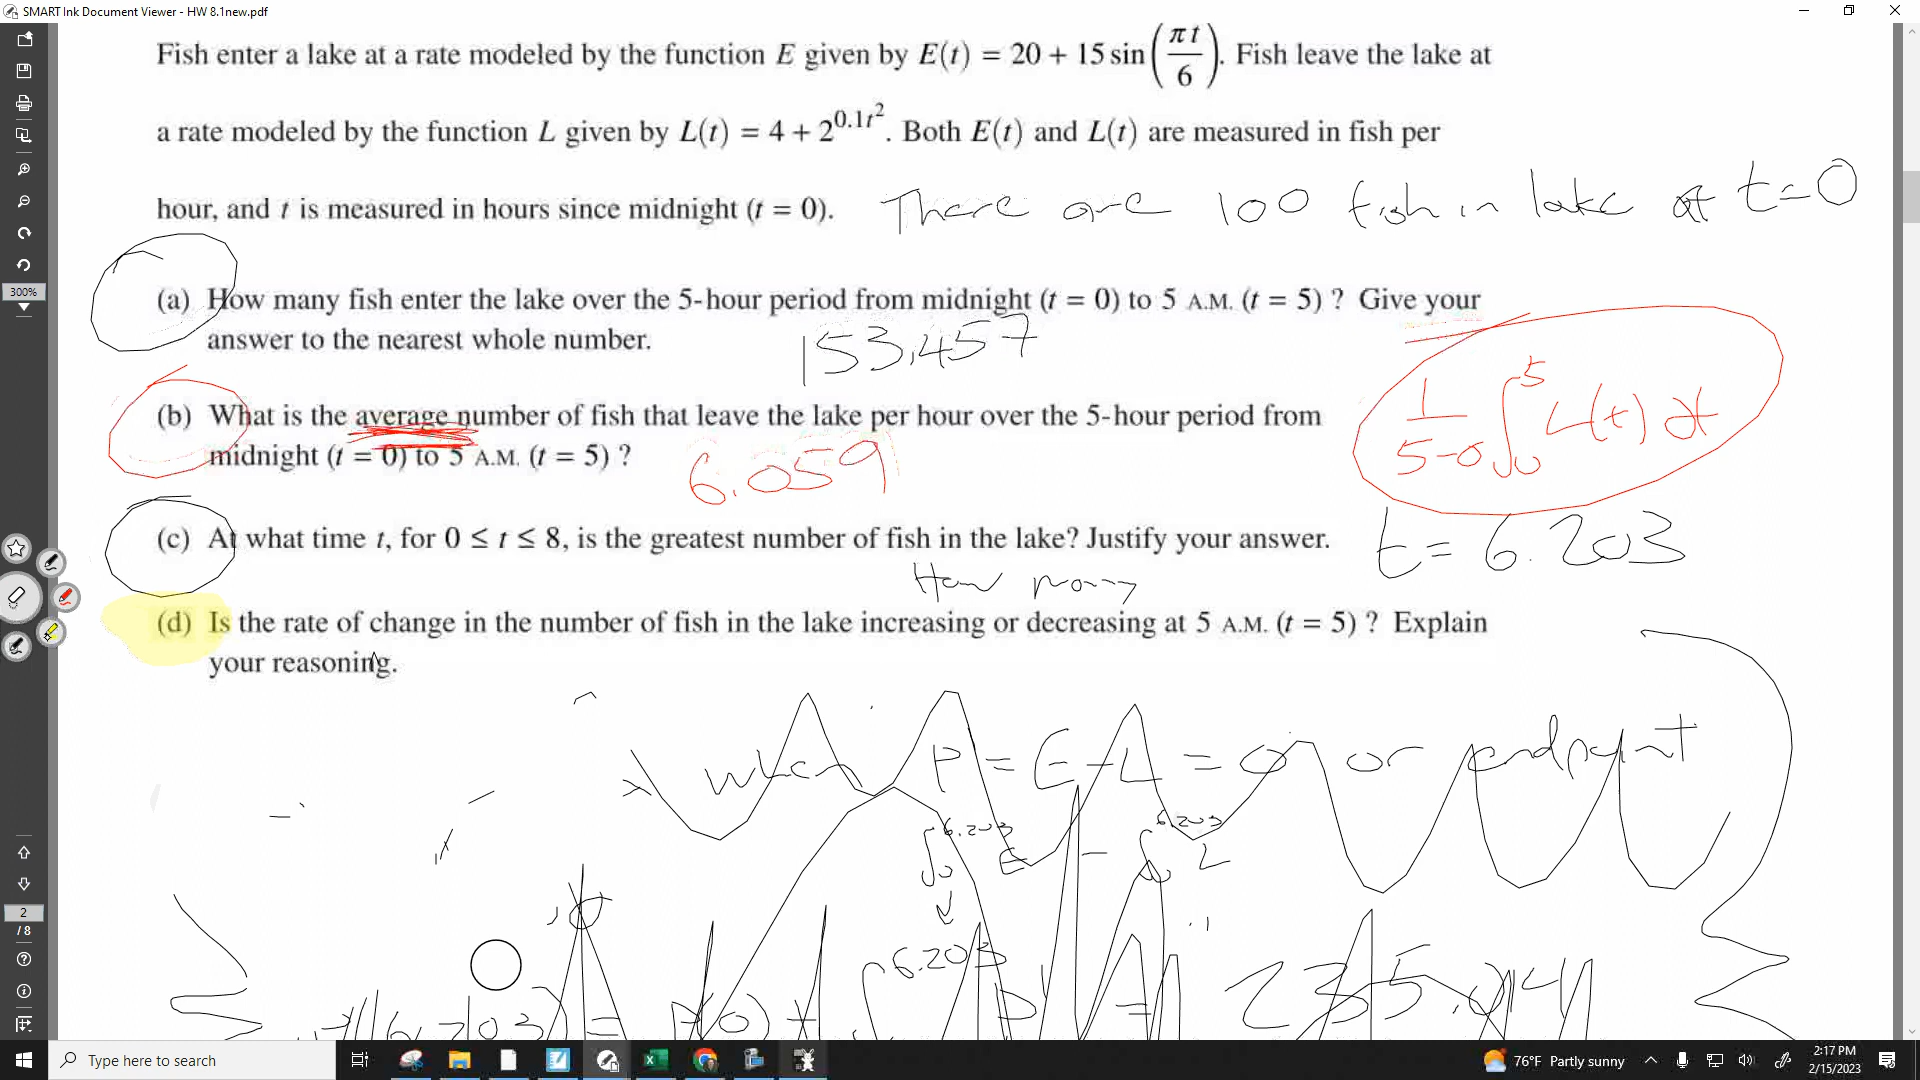 SMART Ink Document Viewer - HW 8.1new.pdf
Fish enter a lake at a rate modeled by the function E given by E(t) = 20 + 15 sin(πt/6). Fish leave the lake at
a rate modeled by the function L given by L(t) = 4 + 2^0.1t². Both E(t) and L(t) are measured in fish per
hour, and t is measured in hours since midnight (t = 0). There are 100 fish in lake at t=0
(a) How many fish enter the lake over the 5-hour period from midnight (t = 0) to 5 A.M. (t = 5) ? Give your
answer to the nearest whole number. 153.457
1/5-0 ∫₀⁵ L(t) dt
(b) What is the average number of fish that leave the lake per hour over the 5-hour period from
midnight (t = 0) to 5 A.M. (t = 5) ? 6.059
(c) At what time t, for 0 ≤ t ≤ 8, is the greatest number of fish in the lake? Justify your answer. t = 6.203
How many
(d) Is the rate of change in the number of fish in the lake increasing or decreasing at 5 A.M. (t = 5) ? Explain
your reasoning.
when P = E - L = 0 or endpoint
∫₀^6.203 E - ∫₀^6.203 L
6.203
300%
2
/ 8
Type here to search
76°F Partly sunny
2:17 PM
2/15/2023